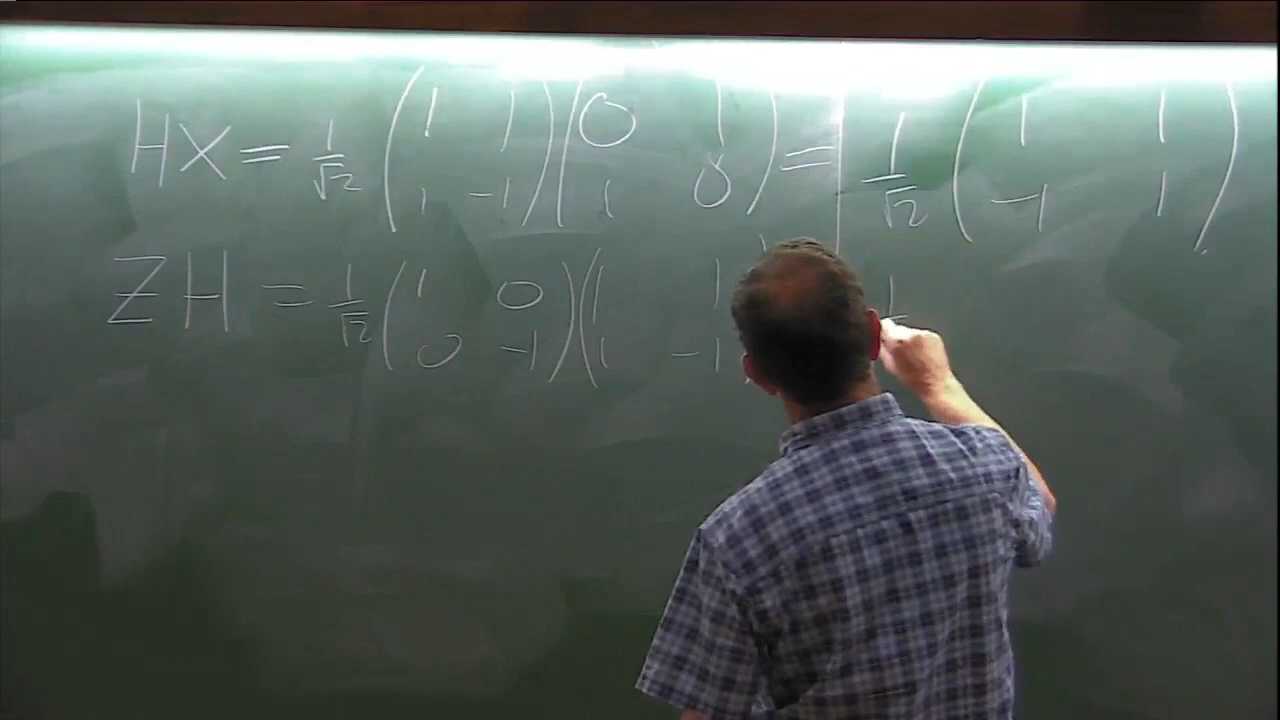 HX = 1/√2 ( 1 1 ; 1 -1 ) ( 0 1 ; 1 0 ) = 1/√2 ( 1 1 ; -1 1 )
ZH = 1/√2 ( 1 0 ; 0 -1 ) ( 1 1 ; 1 -1 ) 1